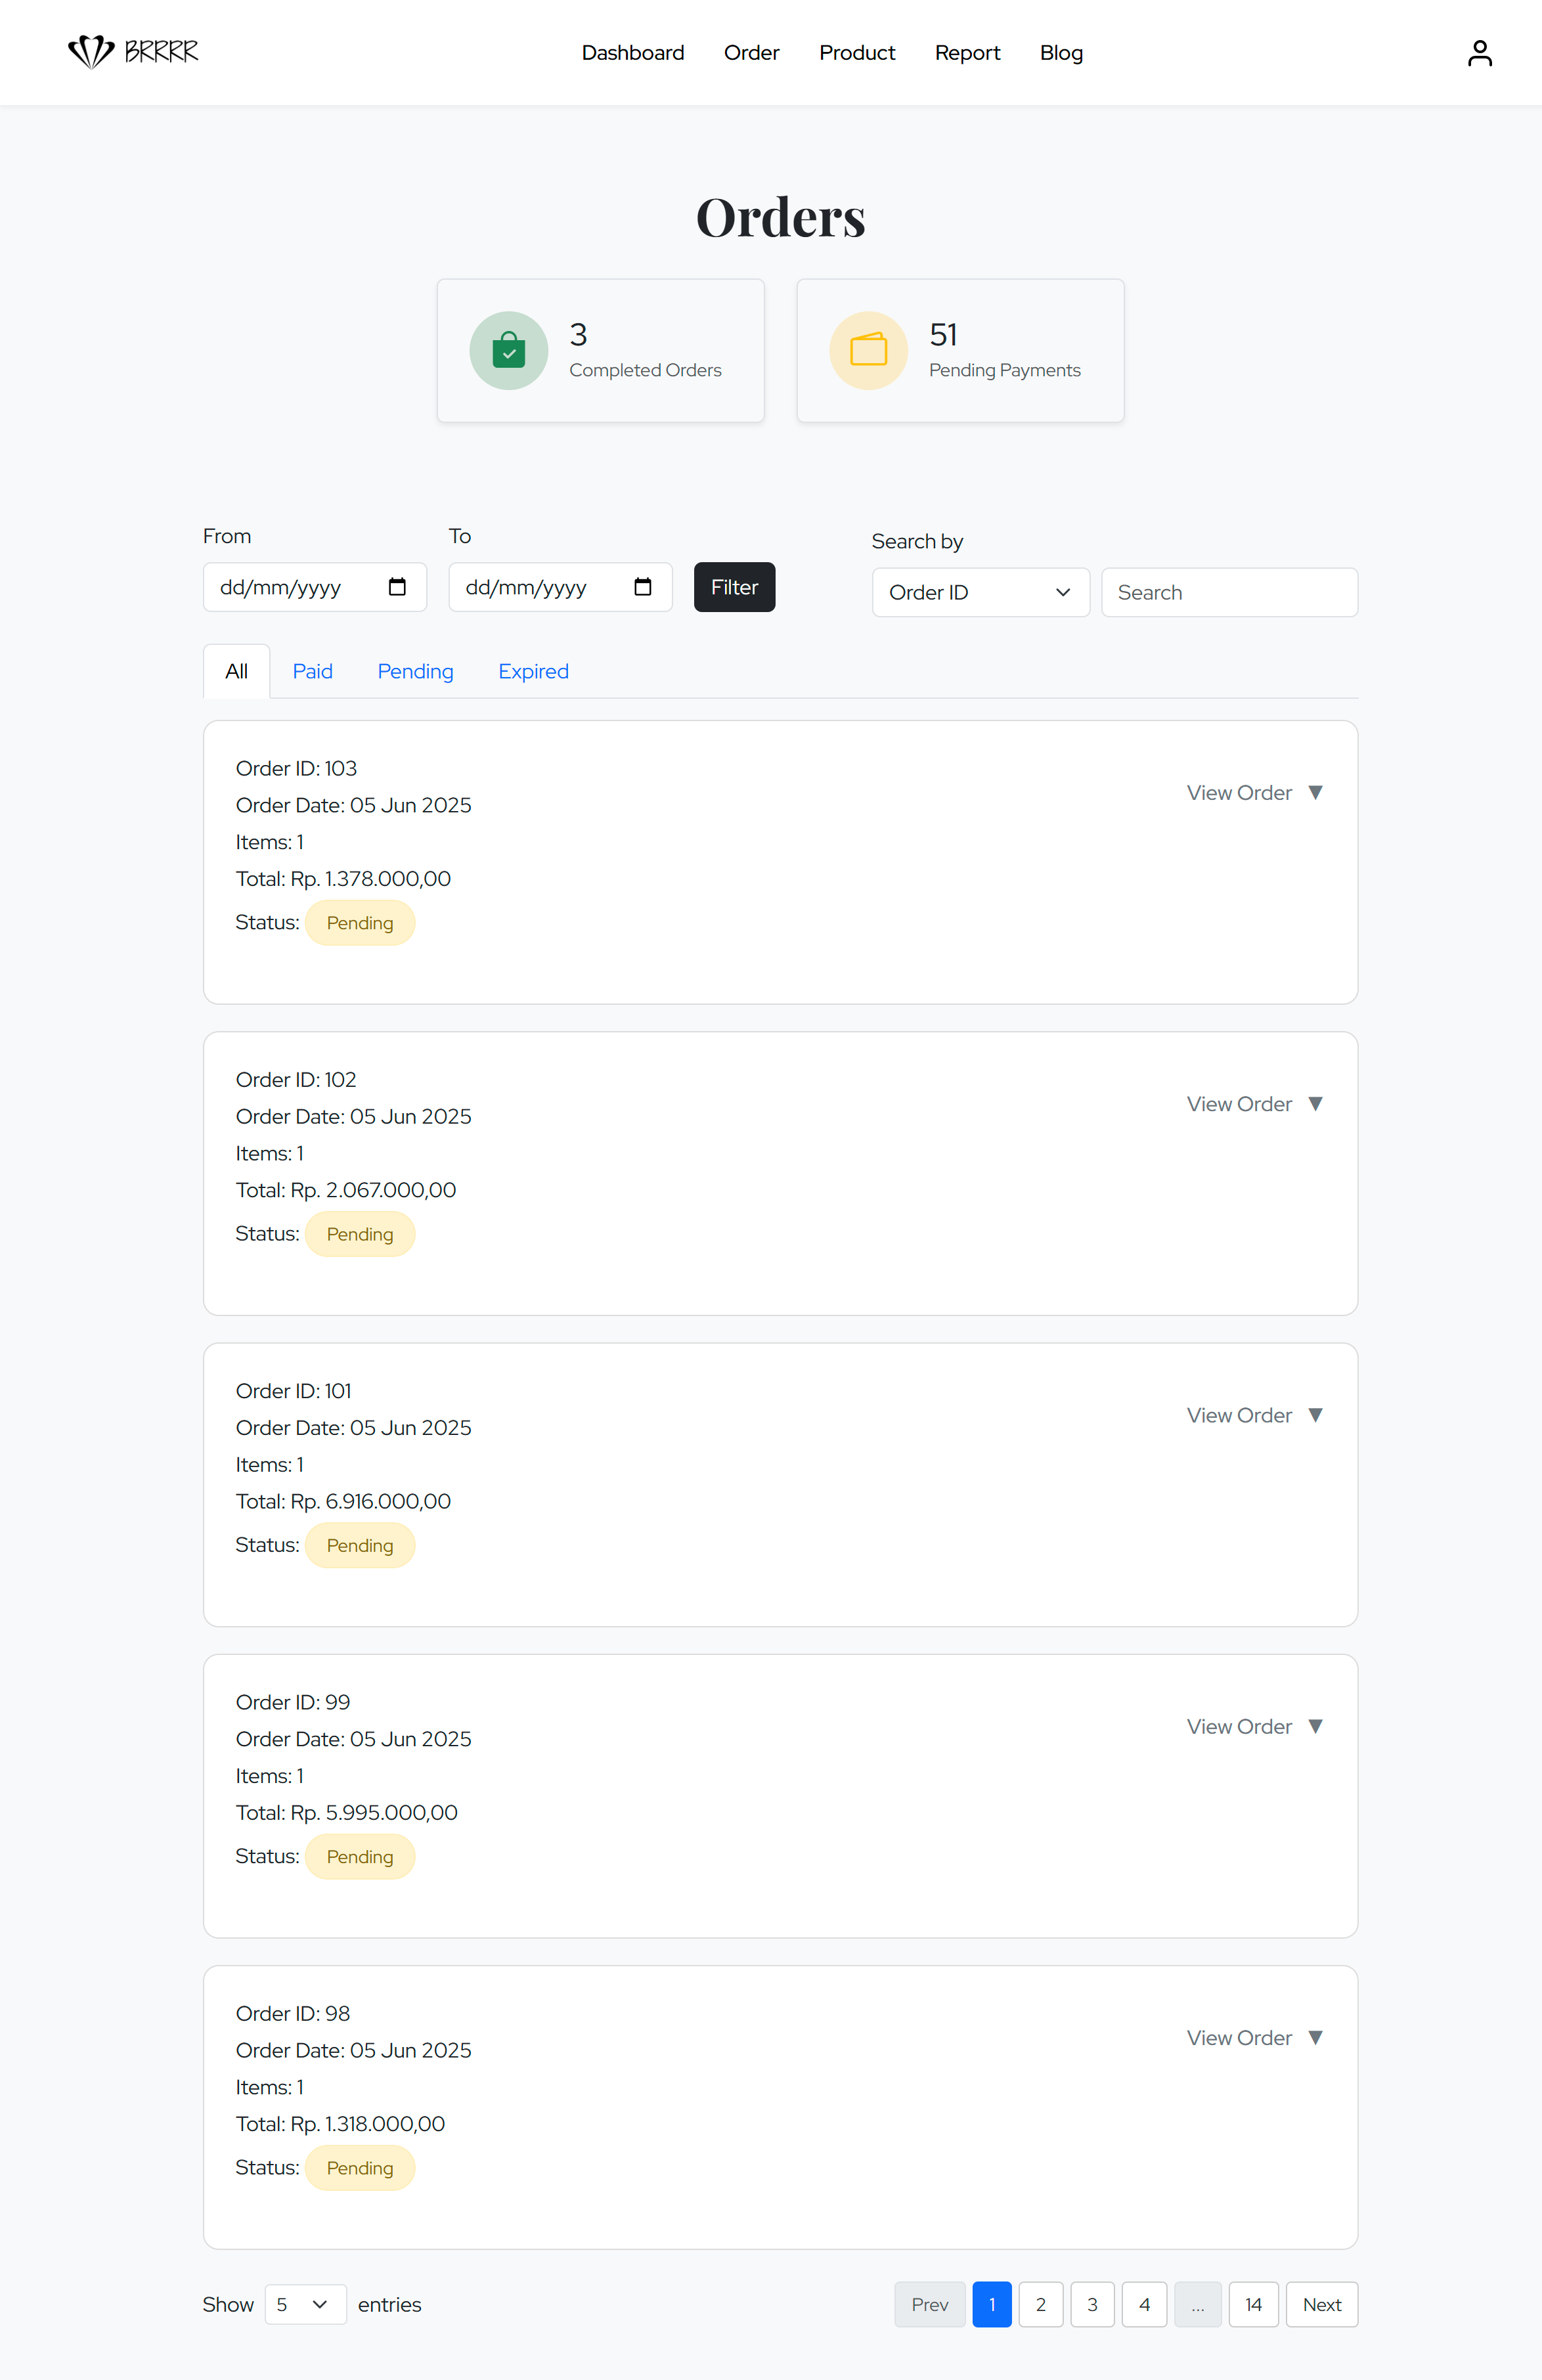 BRRRR
Dashboard Order Product Report Blog
Orders
3
Completed Orders
51
Pending Payments
From To
Search by
dd/mm/yyyy dd/mm/yyyy Filter
Order ID Search
All Paid Pending Expired
Order ID: 103
View Order ▼
Order Date: 05 Jun 2025
Items: 1
Total: Rp. 1.378.000,00
Status: Pending
Order ID: 102
View Order ▼
Order Date: 05 Jun 2025
Items: 1
Total: Rp. 2.067.000,00
Status: Pending
Order ID: 101
View Order ▼
Order Date: 05 Jun 2025
Items: 1
Total: Rp. 6.916.000,00
Status: Pending
Order ID: 99
View Order ▼
Order Date: 05 Jun 2025
Items: 1
Total: Rp. 5.995.000,00
Status: Pending
Order ID: 98
View Order ▼
Order Date: 05 Jun 2025
Items: 1
Total: Rp. 1.318.000,00
Status: Pending
Show 5 entries
Prev 1 2 3 4 ... 14 Next